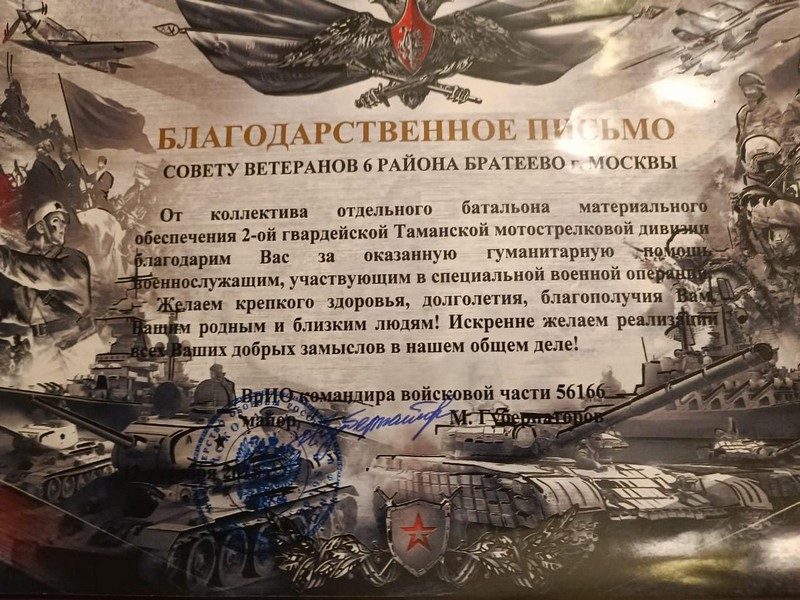 БЛАГОДАРСТВЕННОЕ ПИСЬМО
СОВЕТУ ВЕТЕРАНОВ 6 РАЙОНА БРАТЕЕВО г. МОСКВЫ
От коллектива отдельного батальона материального
обеспечения 2-ой гвардейской Таманской мотострелковой дивизии
благодарим Вас за оказанную гуманитарную помощь
военнослужащим, участвующим в специальной военной операции.
Желаем крепкого здоровья, долголетия, благополучия Вам,
Вашим родным и близким людям! Искренне желаем реализации
всех Ваших добрых замыслов в нашем общем деле!
ВрИО командира войсковой части 56166
майор М. Губернаторов